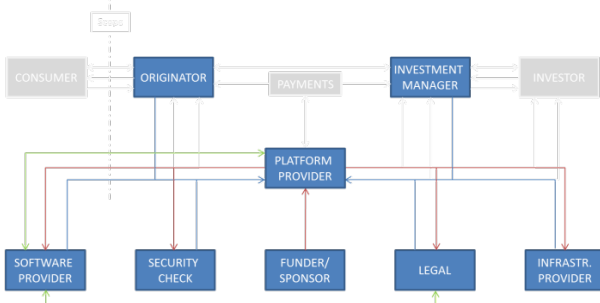 Scope
CONSUMER
ORIGINATOR
PAYMENTS
INVESTMENT
MANAGER
INVESTOR
PLATFORM
PROVIDER
SOFTWARE
PROVIDER
SECURITY
CHECK
FUNDER/
SPONSOR
LEGAL
INFRASTR.
PROVIDER